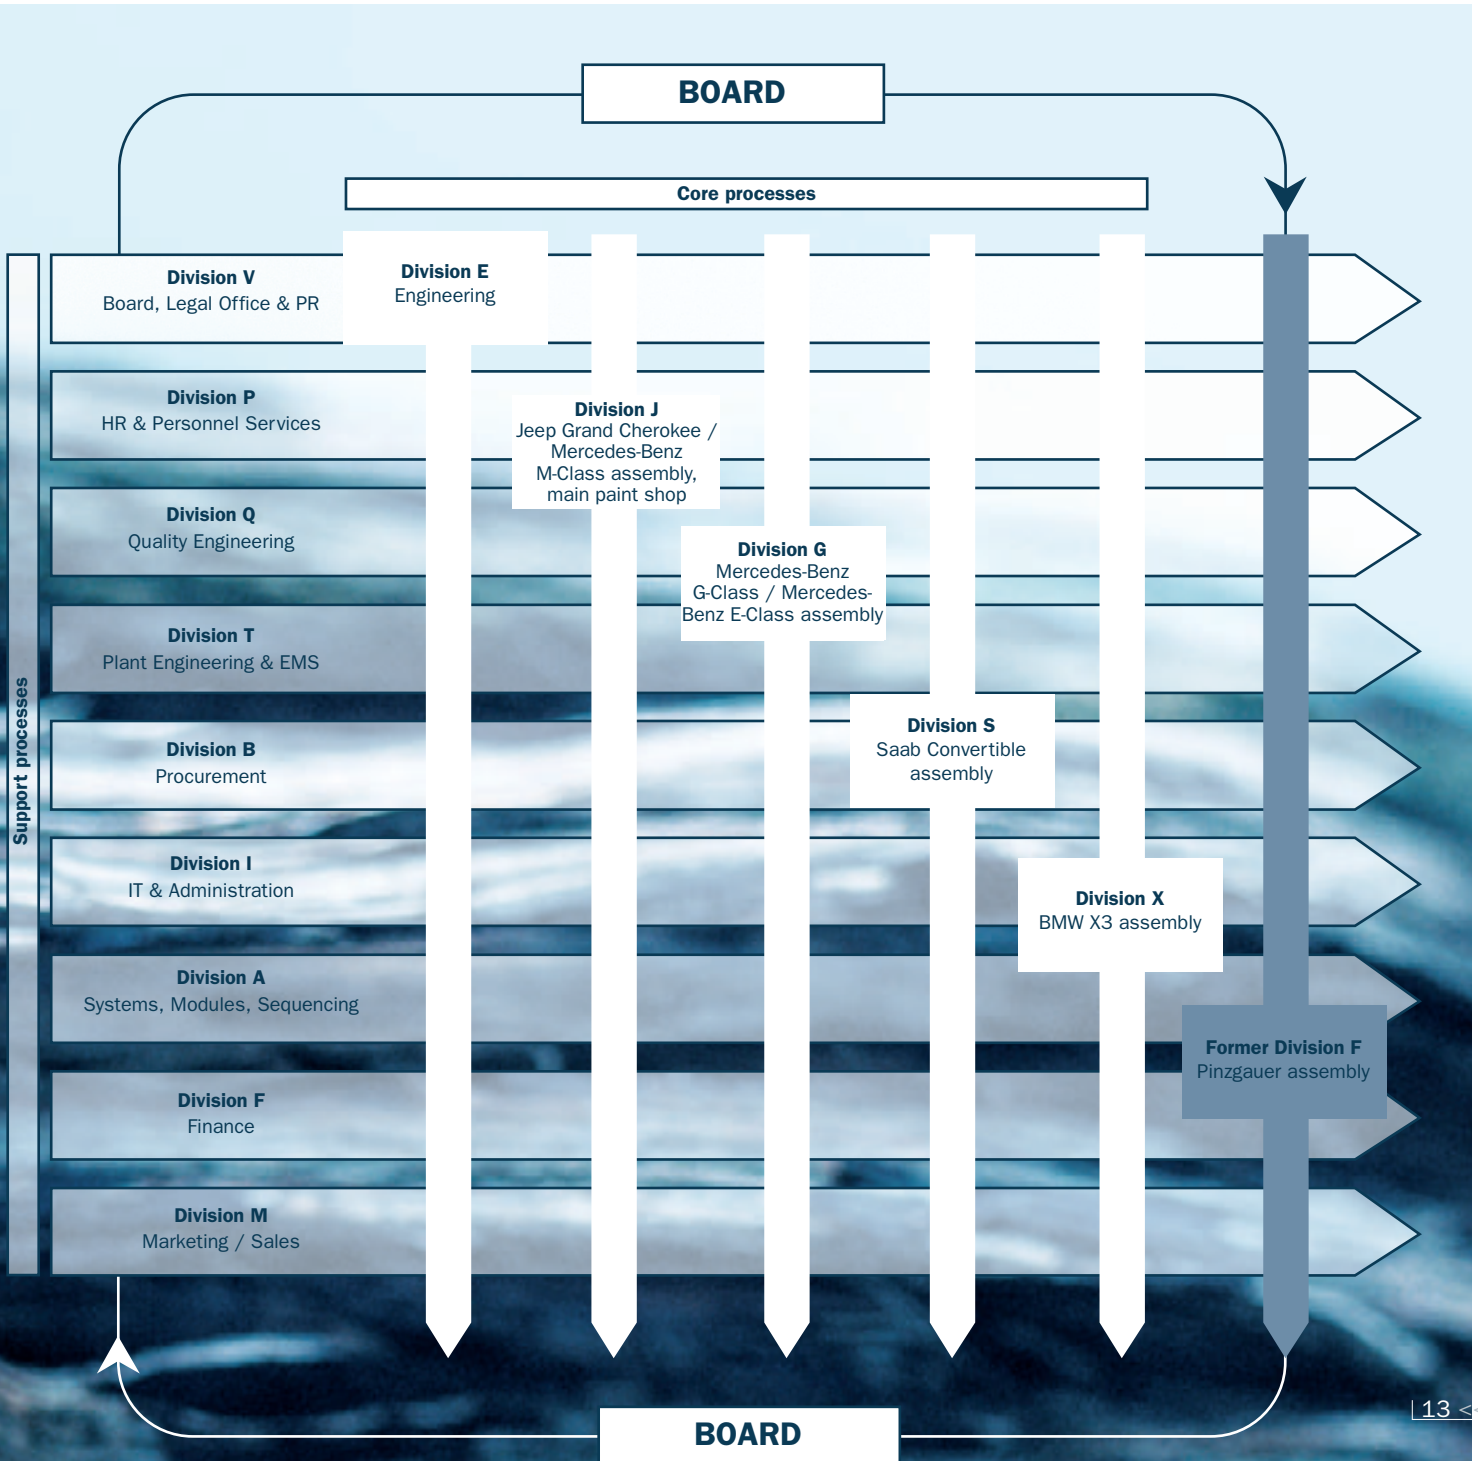 BOARD
Core processes
Support processes
Division V
Board, Legal Office & PR
Division E
Engineering
Division P
HR & Personnel Services
Division J
Jeep Grand Cherokee /
Mercedes-Benz
M-Class assembly,
main paint shop
Division Q
Quality Engineering
Division G
Mercedes-Benz
G-Class / Mercedes-
Benz E-Class assembly
Division T
Plant Engineering & EMS
Division B
Procurement
Division S
Saab Convertible
assembly
Division I
IT & Administration
Division X
BMW X3 assembly
Division A
Systems, Modules, Sequencing
Former Division F
Pinzgauer assembly
Division F
Finance
Division M
Marketing / Sales
BOARD
| 13 <<